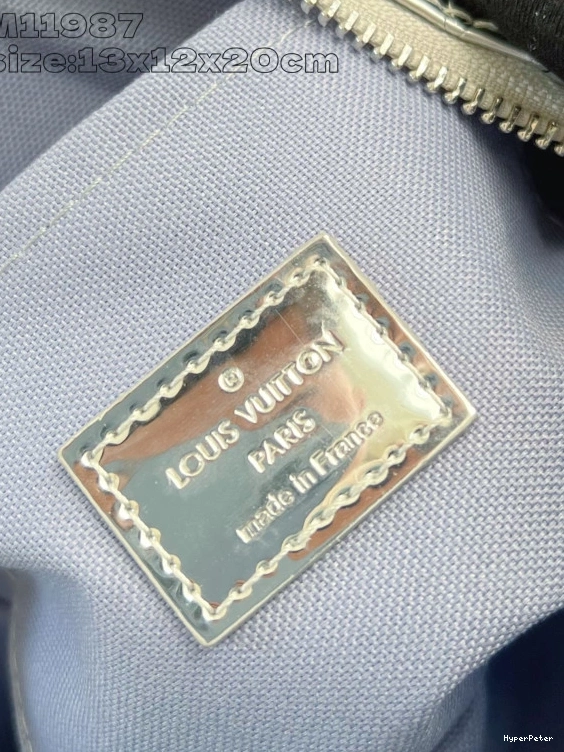 M11987
size:13x12x20cm
®
LOUIS VUITTON
PARIS
made in France
HyperPeter